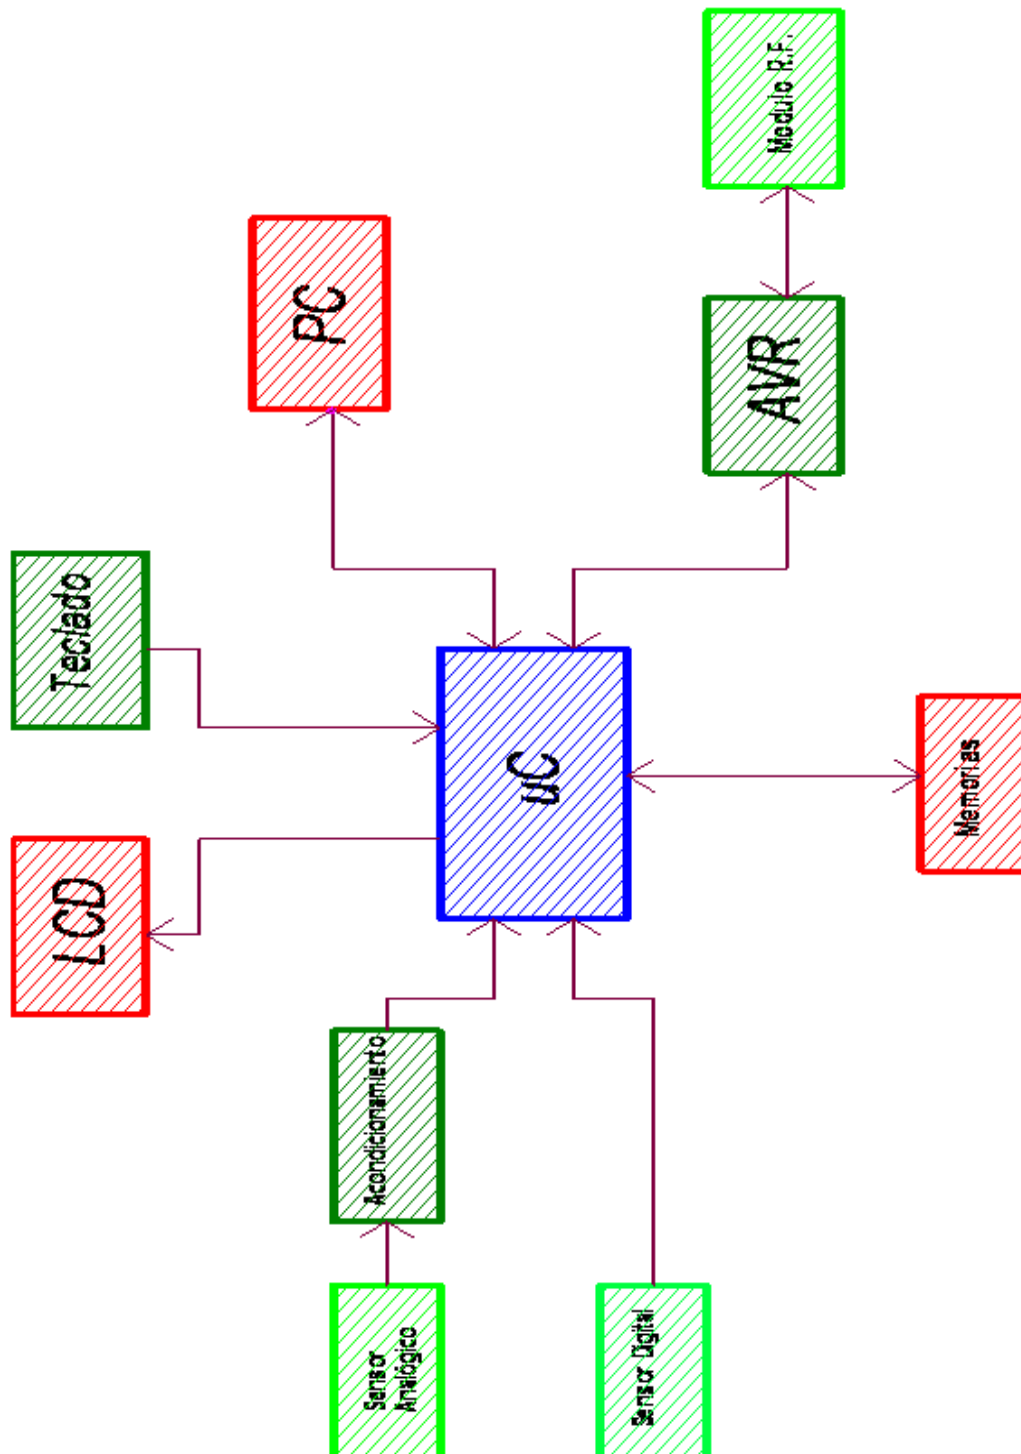 LCD
Teclado
Sensor
Analógico
Acondicionamiento
PC
uC
Sensor Digital
AVR
Modulo R.F.
Memorias